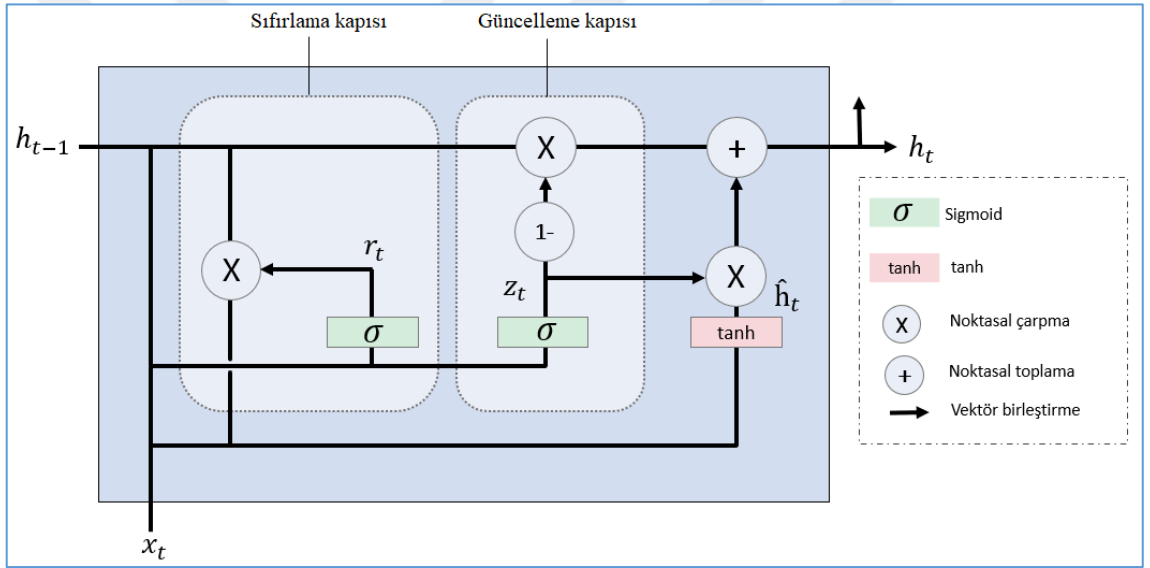 Sıfırlama kapısı
Güncelleme kapısı
h_{t−1}
X
+
h_t
1-
r_t
X
z_t
X
ĥ_t
σ
σ
tanh
x_t
σ Sigmoid
tanh tanh
X Noktasal çarpma
+ Noktasal toplama
Vektör birleştirme